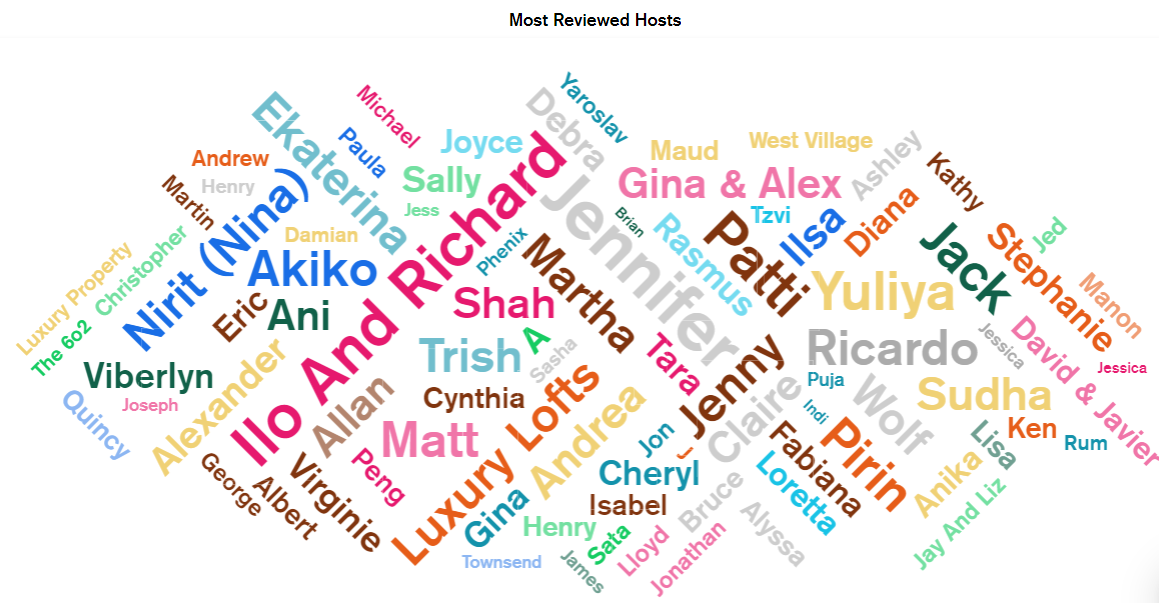 Most Reviewed Hosts
Yaroslav
Michael
Debra
Ekaterina
Paula
Joyce
Maud
West Village
Ashley
Andrew
Henry
Martin
Sally
Jess
Gina & Alex
Kathy
Nirit (Nina)
Damian
Ilo And Richard
Jennifer
Brian
Tzvi
Ilsa
Diana
Jed
Luxury Property
Christopher
Akiko
Phenix
Rasmus
Patti
Jack
Stephanie
Manon
The 6o2
Eric
Ani
Shah
Martha
Yuliya
Viberlyn
Alexander
Trish
A
Sasha
Tara
Jenny
Ricardo
Jessica
David & Javier
Jessica
Quincy
Joseph
Allan
Cynthia
Luxury Lofts
Andrea
Claire
Puja
Indi
Wolf
Sudha
Matt
Jon
J
Fabiana
Pirin
Lisa
Ken
Rum
George
Albert
Virginie
Peng
Gina
Cheryl
Isabel
Bruce
Loretta
Anika
Henry
Sata
Lloyd
Alyssa
Jay And Liz
Townsend
James
Jonathan